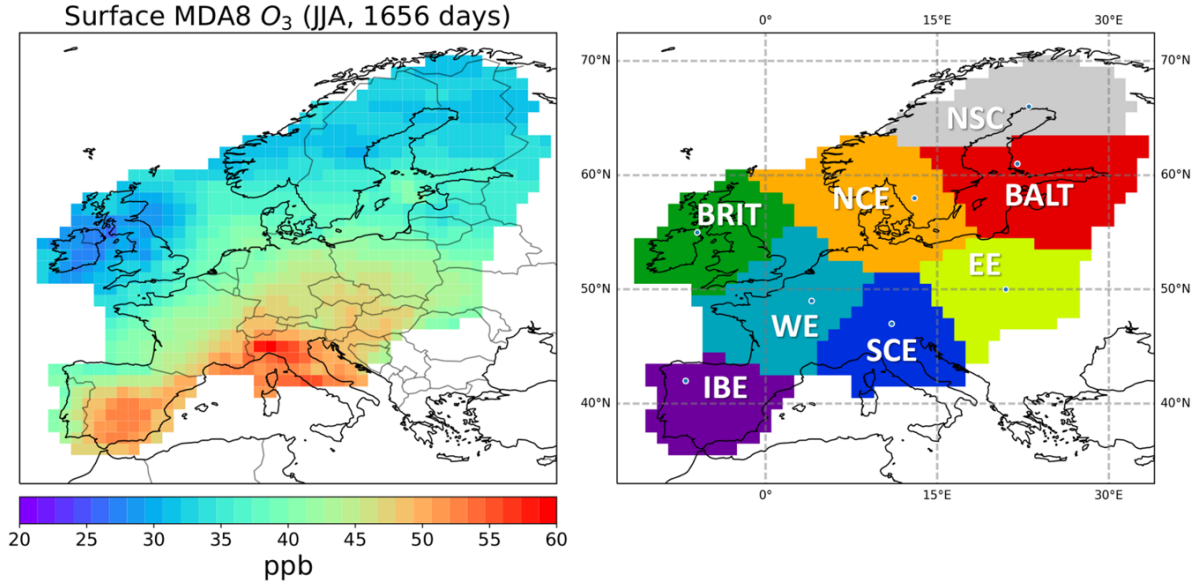 Surface MDA8 O3 (JJA, 1656 days)
20 25 30 35 40 45 50 55 60
ppb
0° 15°E 30°E
70°N 70°N
NSC
60°N 60°N
NCE BALT
BRIT
EE
50°N 50°N
WE
SCE
IBE
40°N 40°N
0° 15°E 30°E